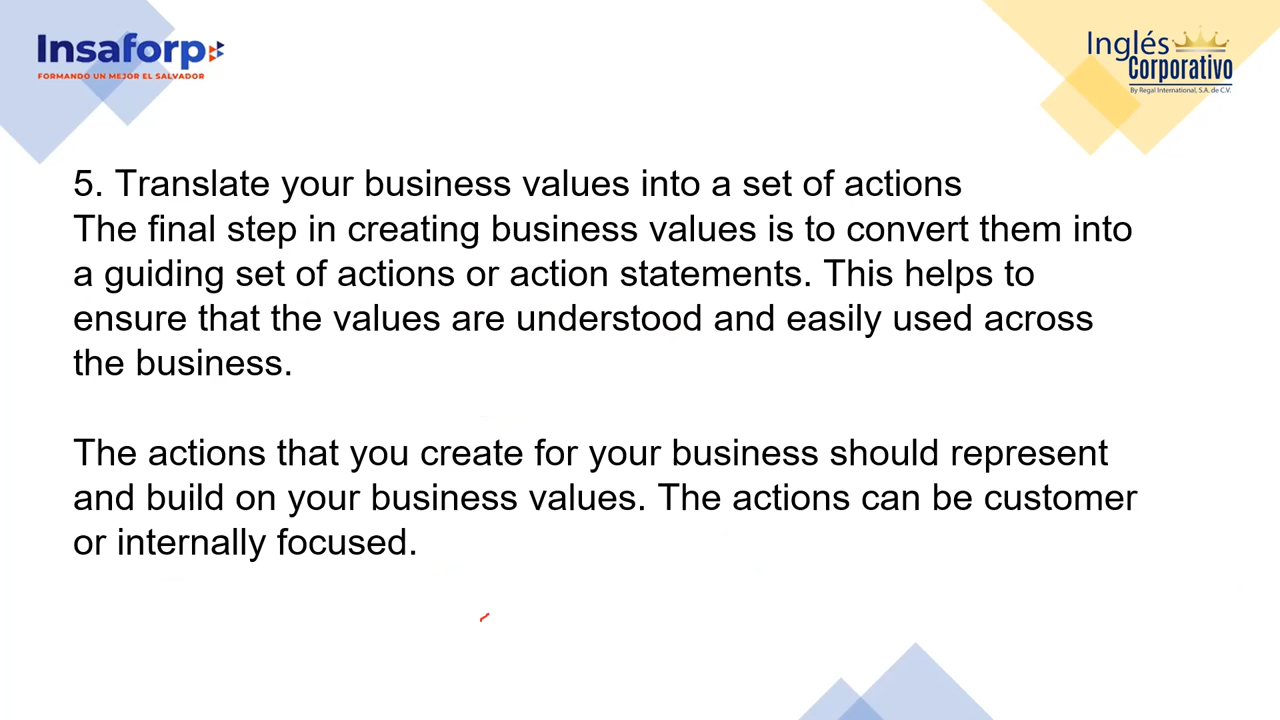 Insaforp
FORMANDO UN MEJOR EL SALVADOR
Inglés
Corporativo
By Regal International, S.A. de C.V.
5. Translate your business values into a set of actions
The final step in creating business values is to convert them into
a guiding set of actions or action statements. This helps to
ensure that the values are understood and easily used across
the business.
The actions that you create for your business should represent
and build on your business values. The actions can be customer
or internally focused.